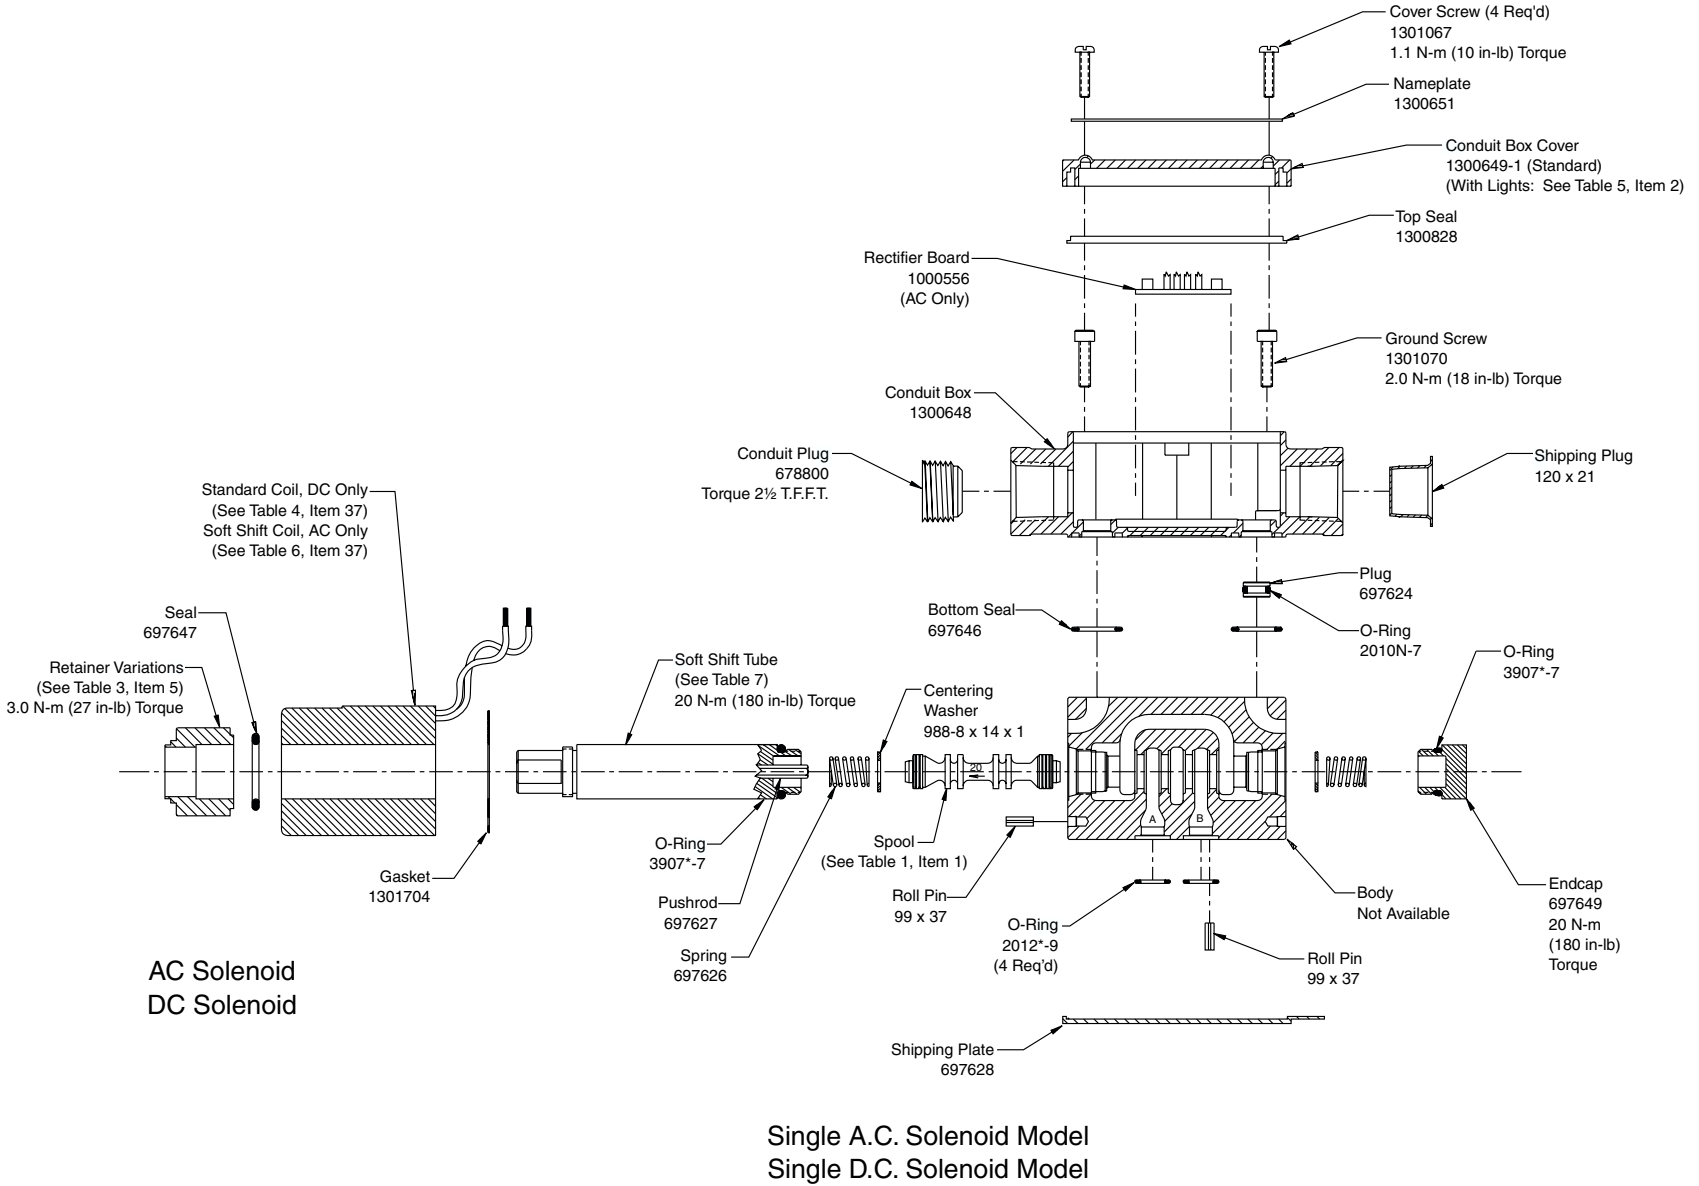 Cover Screw (4 Req'd)
1301067
1.1 N-m (10 in-lb) Torque
Nameplate
1300651
Conduit Box Cover
1300649-1 (Standard)
(With Lights: See Table 5, Item 2)
Top Seal
1300828
Rectifier Board
1000556
(AC Only)
Ground Screw
1301070
2.0 N-m (18 in-lb) Torque
Conduit Box
1300648
Conduit Plug
678800
Torque 2½ T.F.F.T.
Shipping Plug
120 x 21
Standard Coil, DC Only
(See Table 4, Item 37)
Soft Shift Coil, AC Only
(See Table 6, Item 37)
Plug
697624
Bottom Seal
697646
O-Ring
2010N-7
Seal
697647
Retainer Variations
(See Table 3, Item 5)
3.0 N-m (27 in-lb) Torque
Soft Shift Tube
(See Table 7)
20 N-m (180 in-lb) Torque
Centering
Washer
988-8 x 14 x 1
O-Ring
3907*-7
20
A
B
O-Ring
3907*-7
Spool
(See Table 1, Item 1)
Gasket
1301704
Pushrod
697627
Roll Pin
99 x 37
Body
Not Available
Endcap
697649
20 N-m
(180 in-lb)
Torque
O-Ring
2012*-9
(4 Req'd)
Spring
697626
Roll Pin
99 x 37
AC Solenoid
DC Solenoid
Shipping Plate
697628
Single A.C. Solenoid Model
Single D.C. Solenoid Model